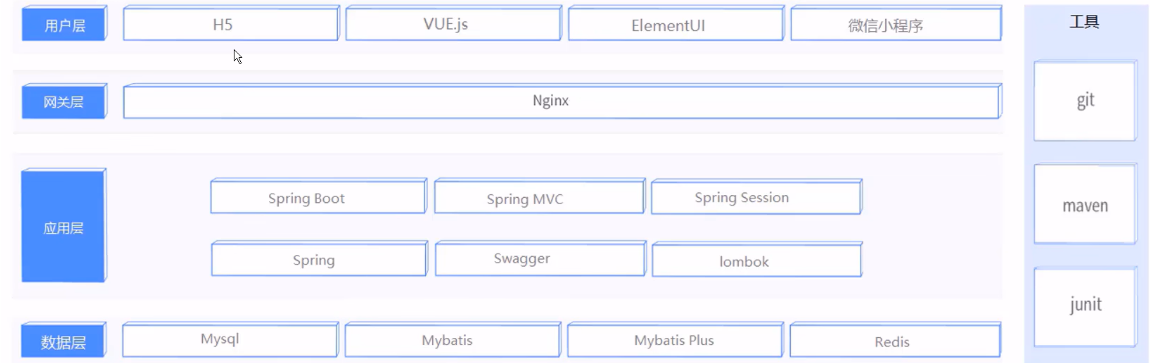 用户层
H5
VUE.js
ElementUI
微信小程序
网关层
Nginx
应用层
Spring Boot
Spring MVC
Spring Session
Spring
Swagger
lombok
数据层
Mysql
Mybatis
Mybatis Plus
Redis
工具
git
maven
junit